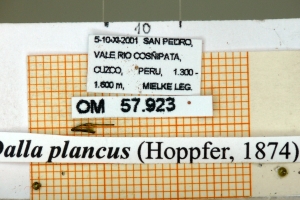 10
5-10-XI-2001 SAN PEDRO,
VALE RIO COSÑIPATA,
CUZCO, PERU, 1.300 -
1.600 m, MIELKE LEG.
OM 57.923
Dalla plancus (Hoppfer, 1874)